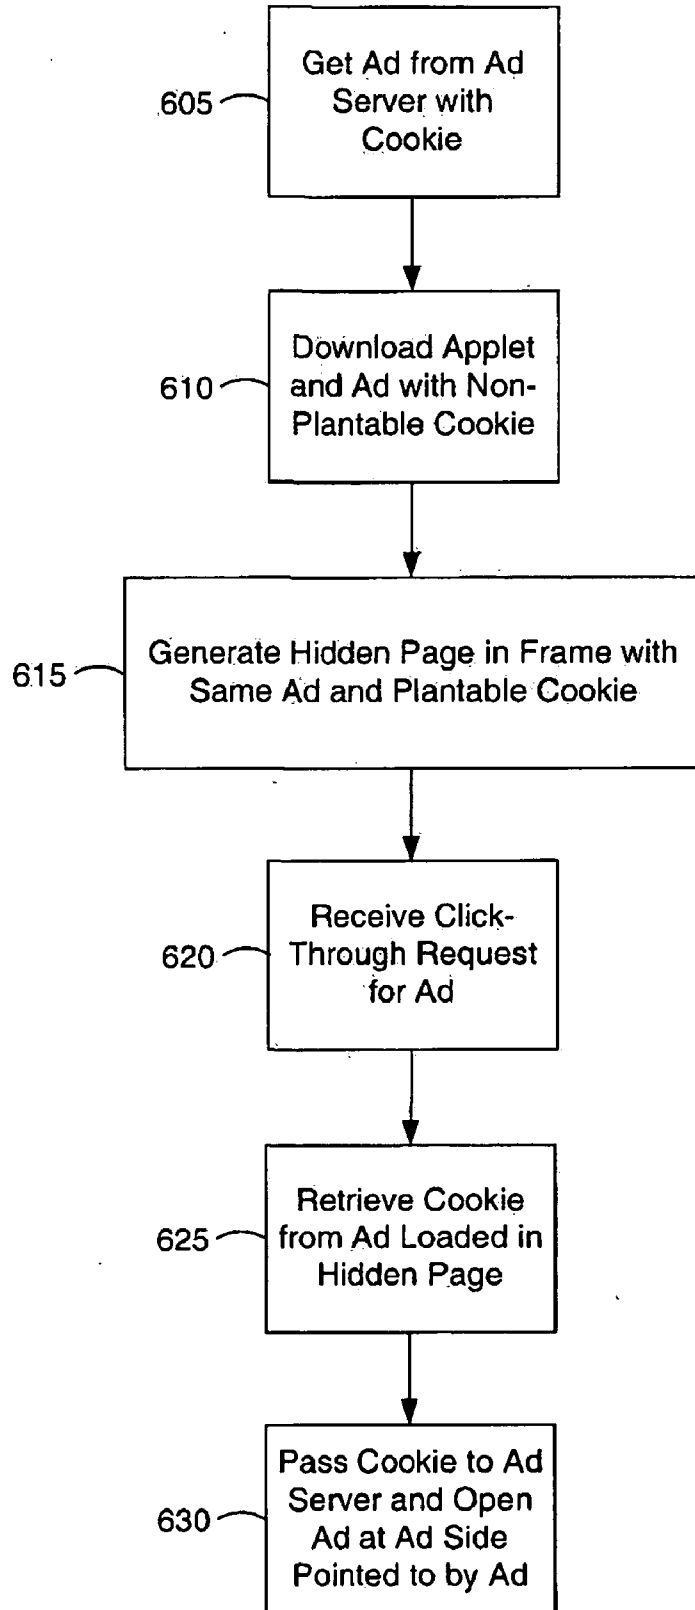 Get Ad from Ad
Server with
Cookie
605
Download Applet
and Ad with Non-
Plantable Cookie
610
Generate Hidden Page in Frame with
Same Ad and Plantable Cookie
615
Receive Click-
Through Request
for Ad
620
Retrieve Cookie
from Ad Loaded in
Hidden Page
625
Pass Cookie to Ad
Server and Open
Ad at Ad Side
Pointed to by Ad
630